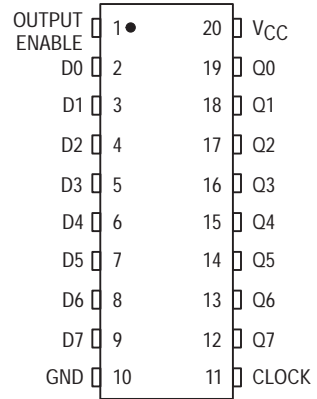 OUTPUT
ENABLE 1 20 VCC
D0 2 19 Q0
D1 3 18 Q1
D2 4 17 Q2
D3 5 16 Q3
D4 6 15 Q4
D5 7 14 Q5
D6 8 13 Q6
D7 9 12 Q7
GND 10 11 CLOCK